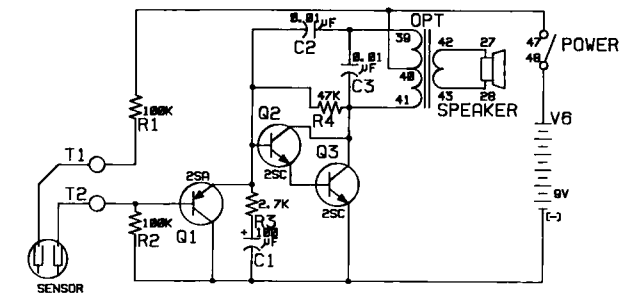 OPT
0.01
µF
C2
39
42
27
47
POWER
0.01
µF
C3
40
48
47K
R4
41
43
28
SPEAKER
100K
R1
Q2
V6
T1
Q3
2SC
2SA
T2
9V
2SC
2.7K
R3
(-)
100K
R2
Q1
+
100
µF
C1
SENSOR